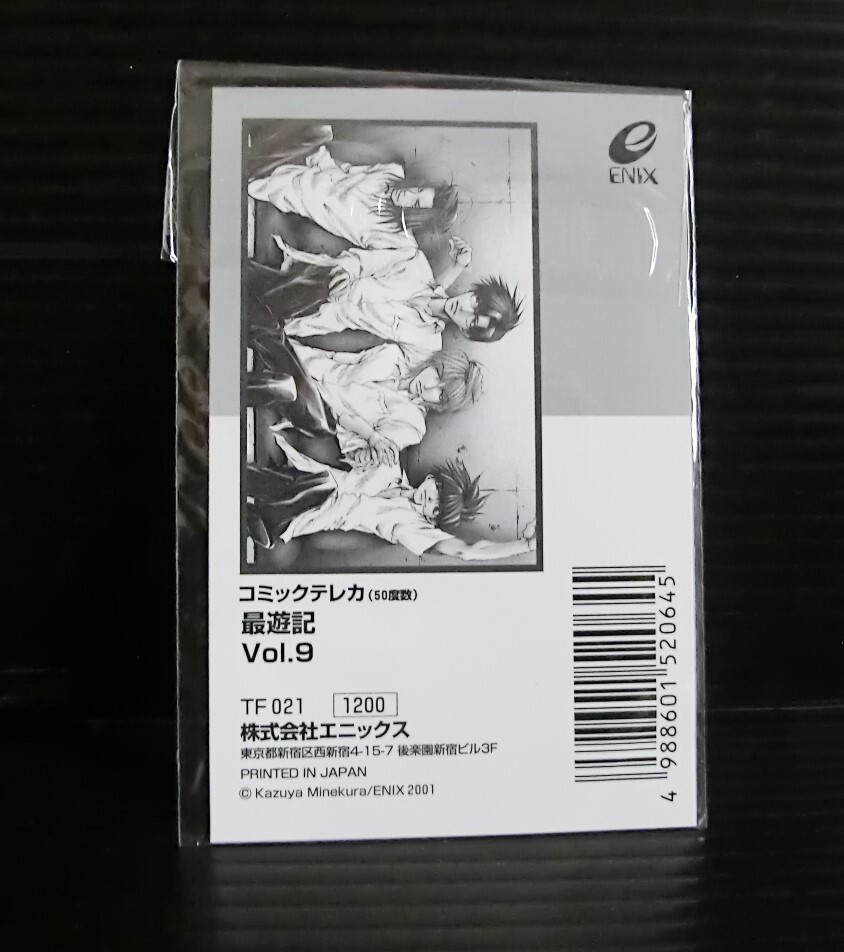 ENIX
コミックテレカ(50度数)
最遊記
Vol.9
TF 021 1200
株式会社エニックス
東京都新宿区西新宿4-15-7 後楽園新宿ビル3F
PRINTED IN JAPAN
© Kazuya Minekura/ENIX 2001
4 988601 520645